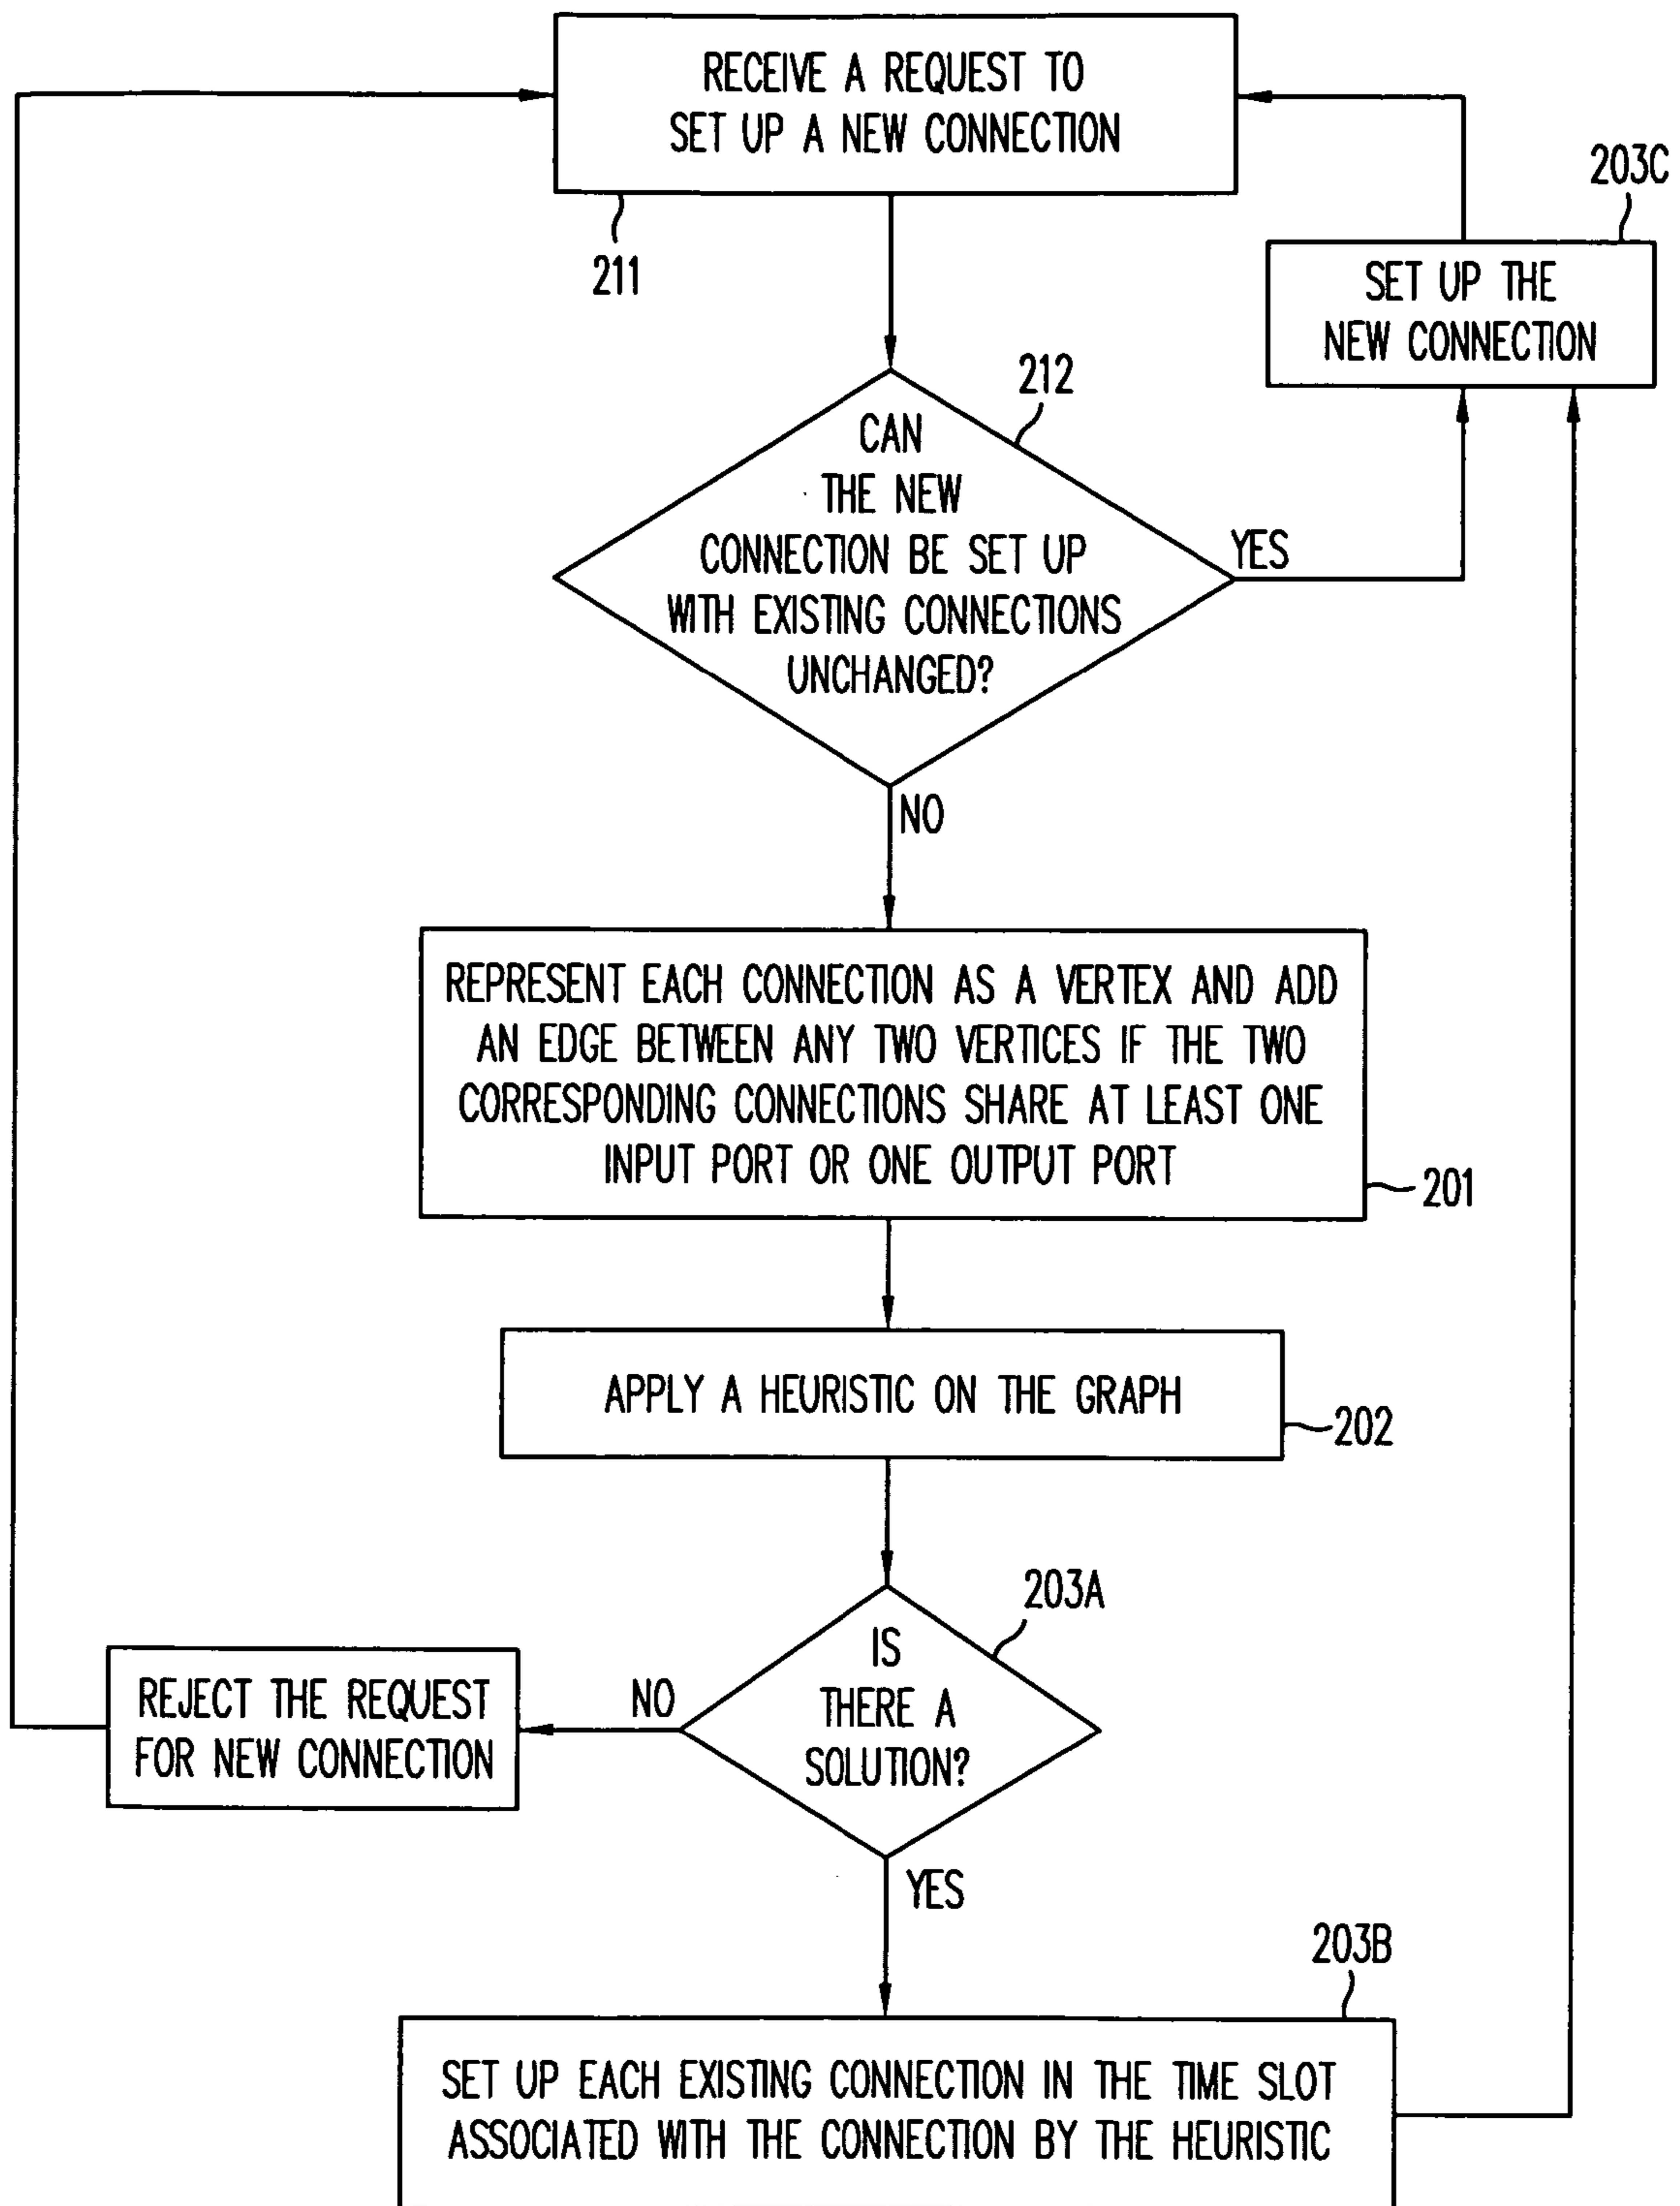 RECEIVE A REQUEST TO
SET UP A NEW CONNECTION
211
203C
SET UP THE
NEW CONNECTION
212
CAN
THE NEW
CONNECTION BE SET UP
WITH EXISTING CONNECTIONS
UNCHANGED?
YES
NO
REPRESENT EACH CONNECTION AS A VERTEX AND ADD
AN EDGE BETWEEN ANY TWO VERTICES IF THE TWO
CORRESPONDING CONNECTIONS SHARE AT LEAST ONE
INPUT PORT OR ONE OUTPUT PORT
201
APPLY A HEURISTIC ON THE GRAPH
202
203A
IS
THERE A
SOLUTION?
NO
REJECT THE REQUEST
FOR NEW CONNECTION
YES
203B
SET UP EACH EXISTING CONNECTION IN THE TIME SLOT
ASSOCIATED WITH THE CONNECTION BY THE HEURISTIC